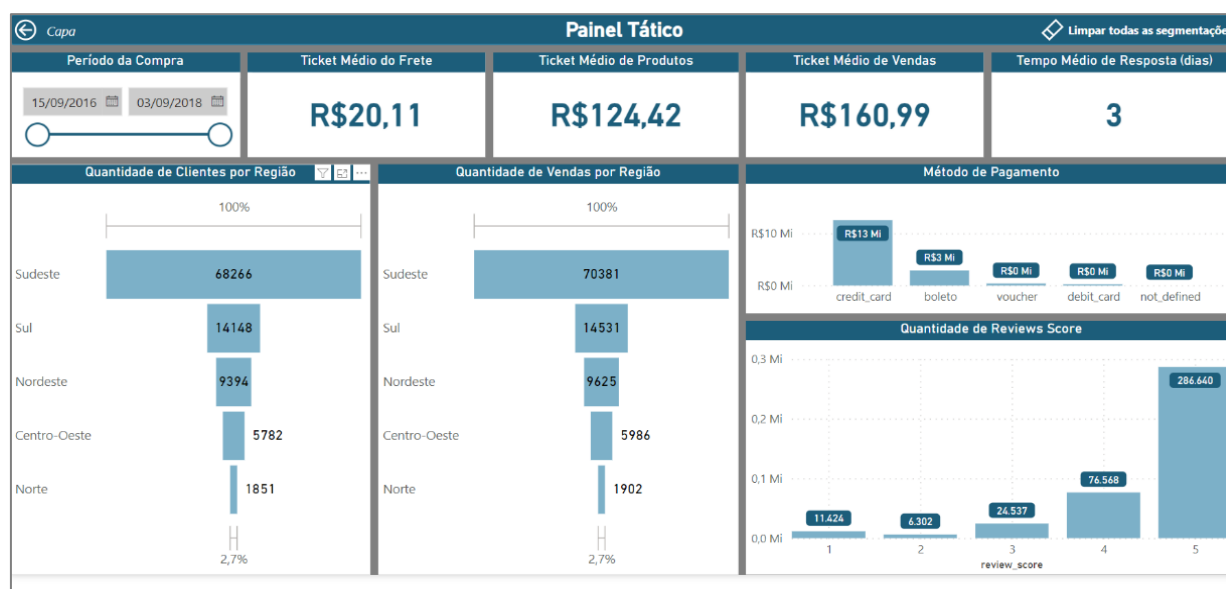 Capa
Painel Tático
Limpar todas as segmentaçõe
Período da Compra
15/09/2016
03/09/2018
Ticket Médio do Frete
R$20,11
Ticket Médio de Produtos
R$124,42
Ticket Médio de Vendas
R$160,99
Tempo Médio de Resposta (dias)
3
Quantidade de Clientes por Região
100%
Sudeste 68266
Sul 14148
Nordeste 9394
Centro-Oeste 5782
Norte 1851
2,7%
Quantidade de Vendas por Região
100%
Sudeste 70381
Sul 14531
Nordeste 9625
Centro-Oeste 5986
Norte 1902
2,7%
Método de Pagamento
R$10 Mi
R$0 Mi
R$13 Mi
R$3 Mi
R$0 Mi
R$0 Mi
R$0 Mi
credit_card boleto voucher debit_card not_defined
Quantidade de Reviews Score
0,3 Mi
0,2 Mi
0,1 Mi
0,0 Mi
11.424
6.302
24.537
76.568
286.640
1 2 3 4 5
review_score